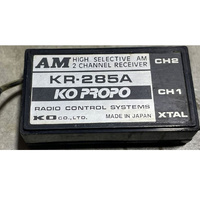 AM HIGH SELECTIVE AM
2 CHANNEL RECEIVER
CH2
KR-285A
KO PROPO
CH1
RADIO CONTROL SYSTEMS
KO CO., LTD. MADE IN JAPAN
XTAL